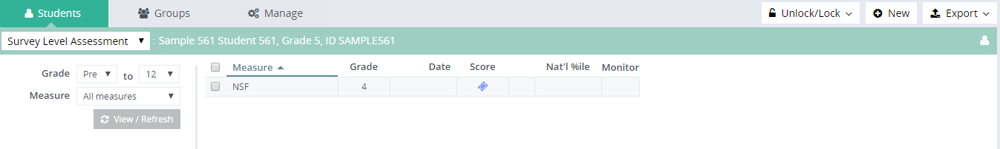 Students Groups Manage Unlock/Lock New Export
Survey Level Assessment : Sample 561 Student 561, Grade 5, ID SAMPLE561
Grade Pre to 12
Measure All measures
View / Refresh
Measure Grade Date Score Nat'l %ile Monitor
NSF 4